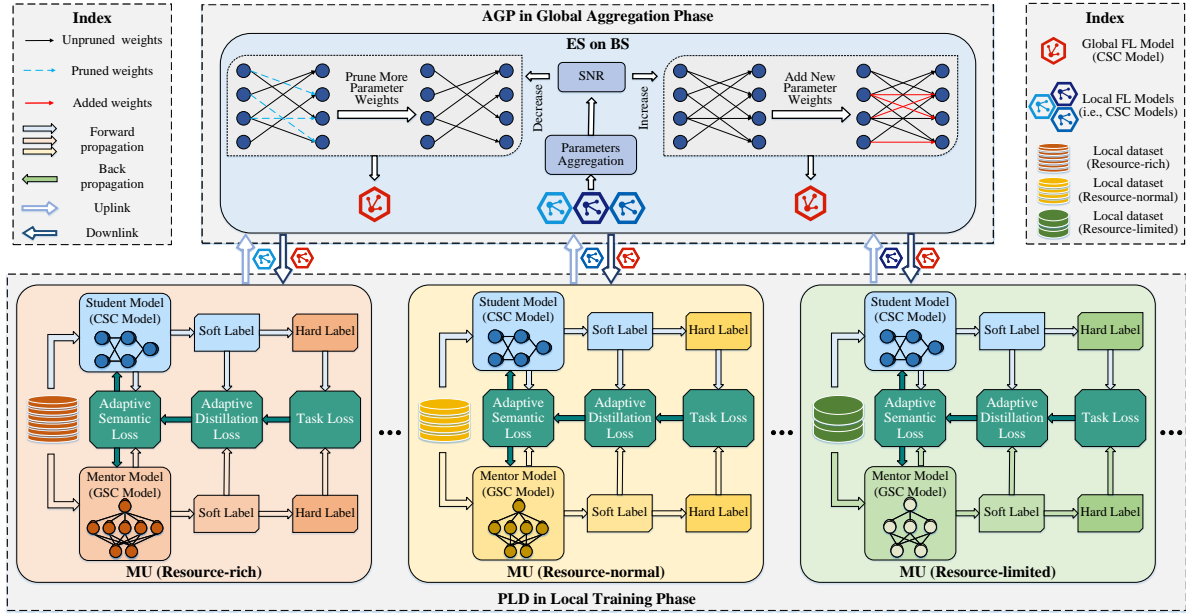 Index
Unpruned weights
Pruned weights
Added weights
Forward
propagation
Back
propagation
Uplink
Downlink
AGP in Global Aggregation Phase
ES on BS
Prune More
Parameter
Weights
Decrease
SNR
Increase
Parameters
Aggregation
Add New
Parameter
Weights
Index
Global FL Model
(CSC Model)
Local FL Models
(i.e., CSC Models)
Local dataset
(Resource-rich)
Local dataset
(Resource-normal)
Local dataset
(Resource-limited)
Student Model
(CSC Model)
Soft Label
Hard Label
Adaptive
Semantic
Loss
Adaptive
Distillation
Loss
Task Loss
Mentor Model
(GSC Model)
Soft Label
Hard Label
MU (Resource-rich)
...
Student Model
(CSC Model)
Soft Label
Hard Label
Adaptive
Semantic
Loss
Adaptive
Distillation
Loss
Task Loss
Mentor Model
(GSC Model)
Soft Label
Hard Label
MU (Resource-normal)
...
Student Model
(CSC Model)
Soft Label
Hard Label
Adaptive
Semantic
Loss
Adaptive
Distillation
Loss
Task Loss
Mentor Model
(GSC Model)
Soft Label
Hard Label
MU (Resource-limited)
...
PLD in Local Training Phase